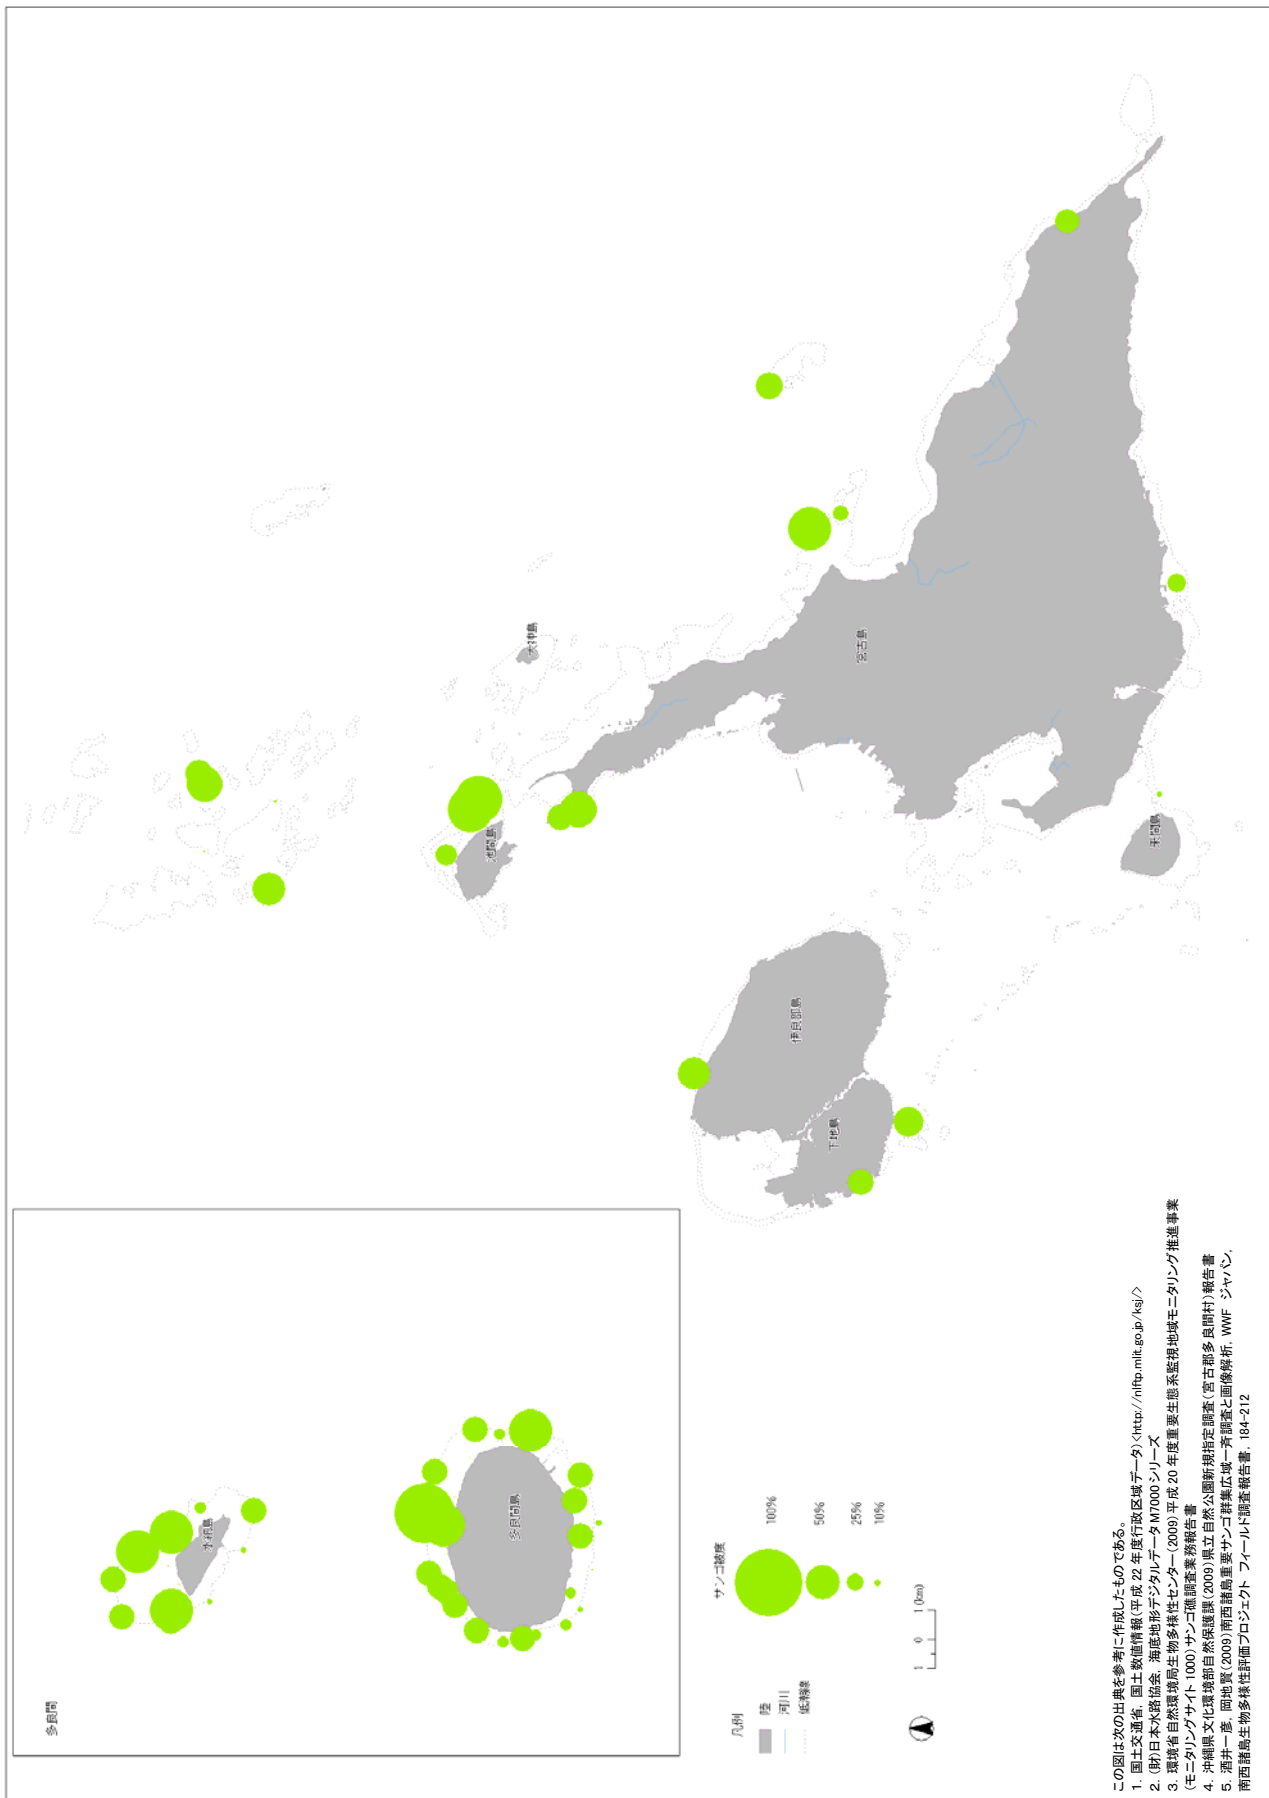 多良間
水納島
多良間島
大神島
池間島
宮古島
伊良部島
下地島
来間島
凡例
陸
河川
低潮線
サンゴ被度
100%
50%
25%
10%
1 0 1 (km)
この図は次の出典を参考に作成したものである。
1. 国土交通省, 国土数値情報(平成 22 年度行政区域データ)<http://nlftp.mlit.go.jp/ksj/>
2. (財)日本水路協会, 海底地形デジタルデータ M7000 シリーズ
3. 環境省自然環境局生物多様性センター(2009)平成 20 年度重要生態系監視地域モニタリング推進事業
(モニタリングサイト 1000)サンゴ礁調査業務報告書
4. 沖縄県文化環境部自然保護課(2009)県立自然公園新規指定調査(宮古郡多良間村)報告書
5. 酒井一彦, 岡地賢(2009)南西諸島重要サンゴ群集広域一斉調査と画像解析, WWF ジャパン,
南西諸島生物多様性評価プロジェクト フィールド調査報告書, 184-212